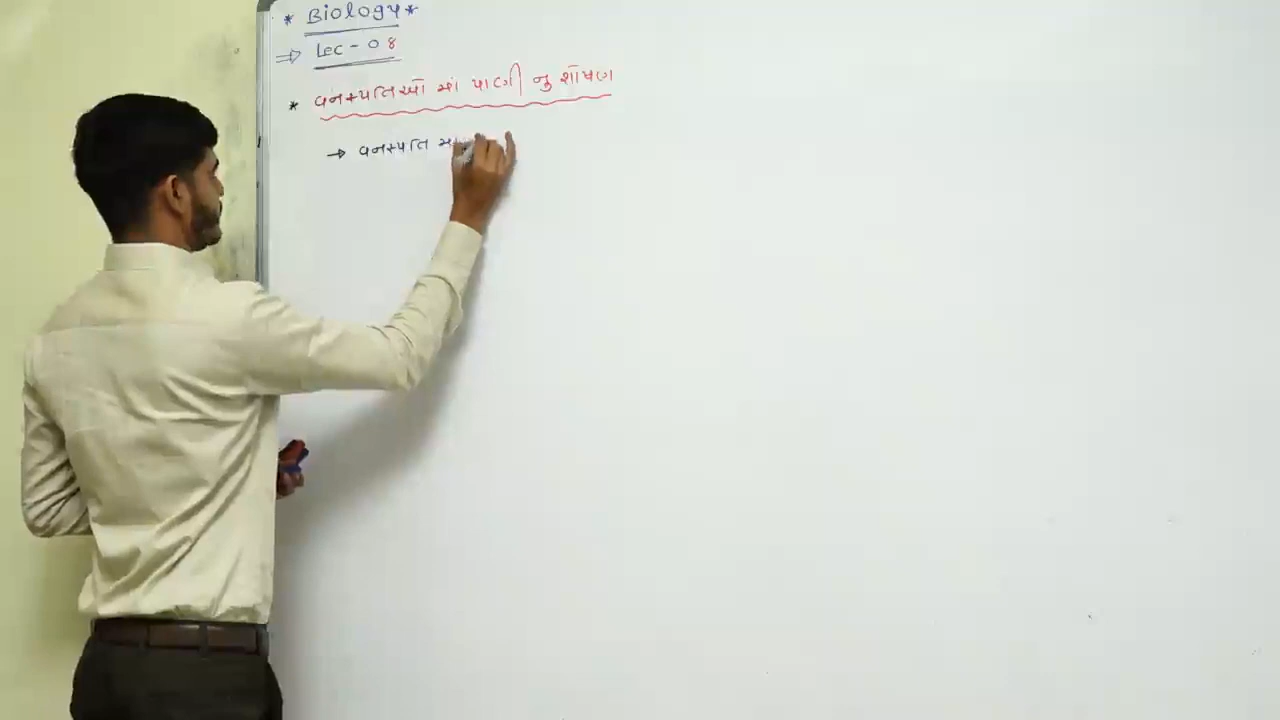 * Biology *
⇒ Lec - 08
* વનસ્પતિઓ માં પાણી નુ શોષણ
→ વનસ્પતિ